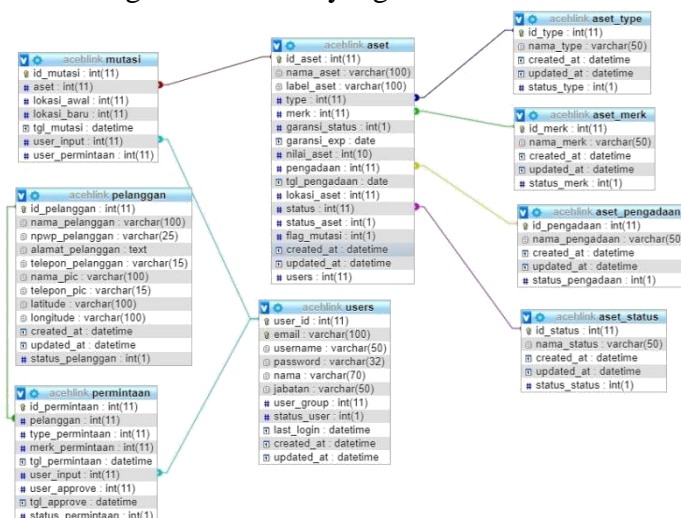 acehlink mutasi
id_mutasi : int(11)
aset : int(11)
lokasi_awal : int(11)
lokasi_baru : int(11)
tgl_mutasi : datetime
user_input : int(11)
user_permintaan : int(11)
acehlink pelanggan
id_pelanggan : int(11)
nama_pelanggan : varchar(100)
npwp_pelanggan : varchar(25)
alamat_pelanggan : text
telepon_pelanggan : varchar(15)
nama_pic : varchar(100)
telepon_pic : varchar(15)
latitude : varchar(100)
longitude : varchar(100)
created_at : datetime
updated_at : datetime
status_pelanggan : int(1)
acehlink permintaan
id_permintaan : int(11)
pelanggan : int(11)
type_permintaan : int(11)
merk_permintaan : int(11)
tgl_permintaan : datetime
user_input : int(11)
user_approve : int(11)
tgl_approve : datetime
status_permintaan : int(1)
acehlink aset
id_aset : int(11)
nama_aset : varchar(100)
label_aset : varchar(100)
type : int(11)
merk : int(11)
garansi_status : int(1)
garansi_exp : date
nilai_aset : int(10)
pengadaan : int(11)
tgl_pengadaan : date
lokasi_aset : int(11)
status : int(11)
status_aset : int(1)
flag_mutasi : int(1)
created_at : datetime
updated_at : datetime
users : int(11)
acehlink users
user_id : int(11)
email : varchar(100)
username : varchar(50)
password : varchar(32)
nama : varchar(70)
jabatan : varchar(50)
user_group : int(11)
status_user : int(1)
last_login : datetime
created_at : datetime
updated_at : datetime
acehlink aset_type
id_type : int(11)
nama_type : varchar(50)
created_at : datetime
updated_at : datetime
status_type : int(1)
acehlink aset_merk
id_merk : int(11)
nama_merk : varchar(50)
created_at : datetime
updated_at : datetime
status_merk : int(1)
acehlink aset_pengadaan
id_pengadaan : int(11)
nama_pengadaan : varchar(50)
created_at : datetime
updated_at : datetime
status_pengadaan : int(1)
acehlink aset_status
id_status : int(11)
nama_status : varchar(50)
created_at : datetime
updated_at : datetime
status_status : int(1)